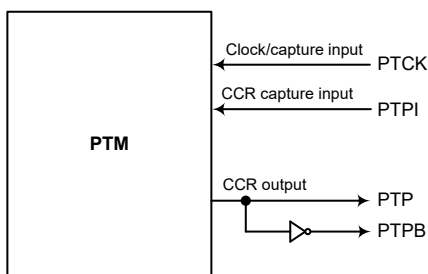 Clock/capture input
PTCK
CCR capture input
PTPI
PTM
CCR output
PTP
PTPB